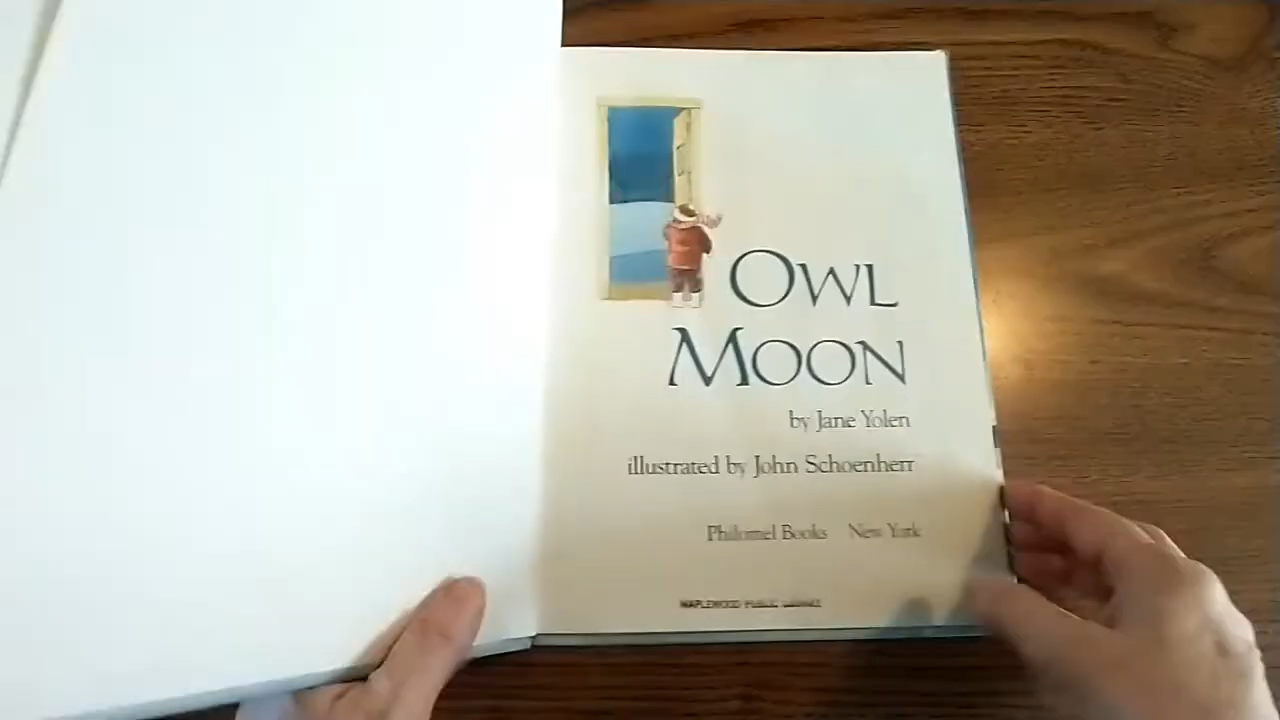 OWL
MOON
by Jane Yolen
illustrated by John Schoenherr
Philomel Books New York
MAPLEWOOD PUBLIC LIBRARY